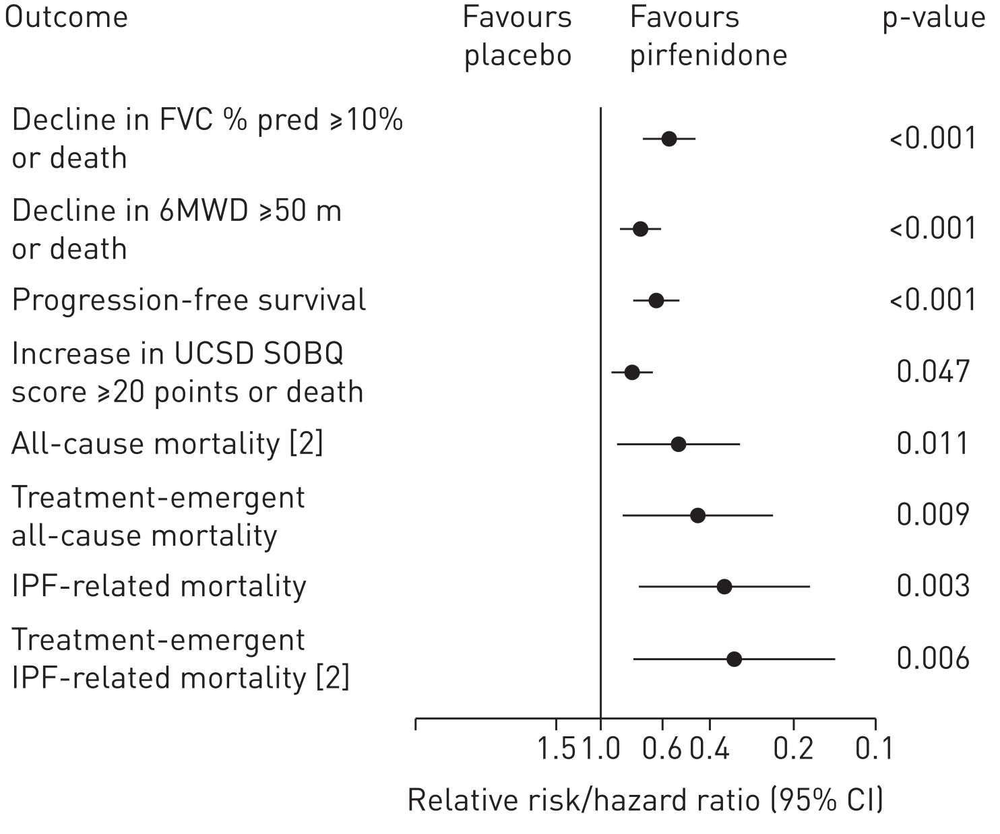 Outcome
Favours placebo
Favours pirfenidone
p-value
Decline in FVC % pred ⩾10%
or death
<0.001
Decline in 6MWD ⩾50 m
or death
<0.001
Progression-free survival
<0.001
Increase in UCSD SOBQ
score ⩾20 points or death
0.047
All-cause mortality [2]
0.011
Treatment-emergent
all-cause mortality
0.009
IPF-related mortality
0.003
Treatment-emergent
IPF-related mortality [2]
0.006
1.5 1.0 0.6 0.4 0.2 0.1
Relative risk/hazard ratio (95% CI)